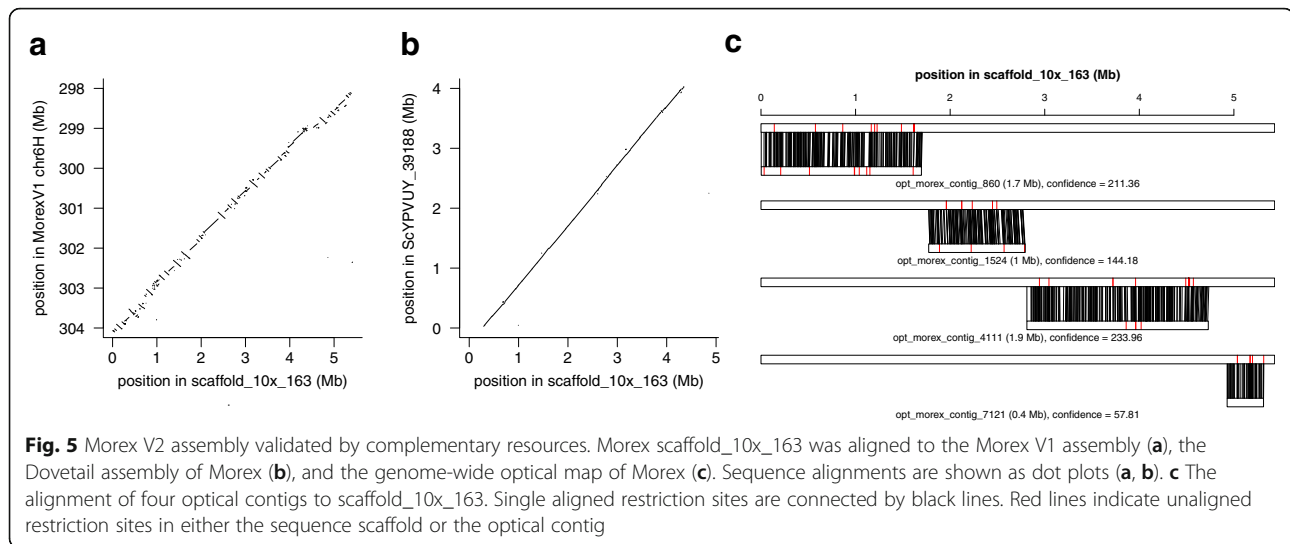 a
b
c
position in MorexV1 chr6H (Mb)
298
299
300
301
302
303
304
0 1 2 3 4 5
position in scaffold_10x_163 (Mb)
position in ScYPVUY_39188 (Mb)
4
3
2
1
0
0 1 2 3 4 5
position in scaffold_10x_163 (Mb)
position in scaffold_10x_163 (Mb)
0 1 2 3 4 5
opt_morex_contig_860 (1.7 Mb), confidence = 211.36
opt_morex_contig_1524 (1 Mb), confidence = 144.18
opt_morex_contig_4111 (1.9 Mb), confidence = 233.96
opt_morex_contig_7121 (0.4 Mb), confidence = 57.81
Fig. 5 Morex V2 assembly validated by complementary resources. Morex scaffold_10x_163 was aligned to the Morex V1 assembly (a), the
Dovetail assembly of Morex (b), and the genome-wide optical map of Morex (c). Sequence alignments are shown as dot plots (a, b). c The
alignment of four optical contigs to scaffold_10x_163. Single aligned restriction sites are connected by black lines. Red lines indicate unaligned
restriction sites in either the sequence scaffold or the optical contig